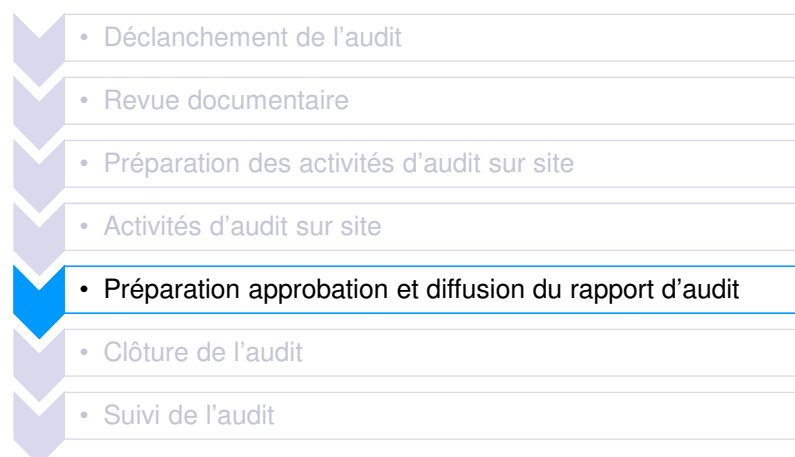 • Déclanchement de l'audit
• Revue documentaire
• Préparation des activités d'audit sur site
• Activités d'audit sur site
• Préparation approbation et diffusion du rapport d'audit
• Clôture de l'audit
• Suivi de l'audit